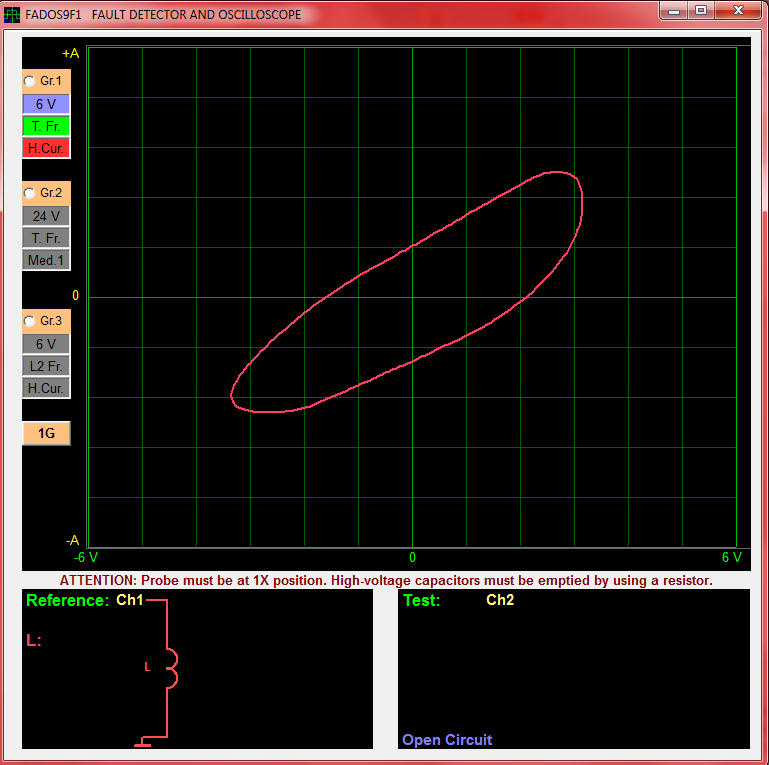 FADOS9F1 FAULT DETECTOR AND OSCILLOSCOPE
+A
Gr.1
6 V
T. Fr.
H.Cur.
Gr.2
24 V
T. Fr.
Med.1
0
Gr.3
6 V
L2 Fr.
H.Cur.
1G
-A
-6 V 0 6 V
ATTENTION: Probe must be at 1X position. High-voltage capacitors must be emptied by using a resistor.
Reference: Ch1
L:
L
Test: Ch2
Open Circuit